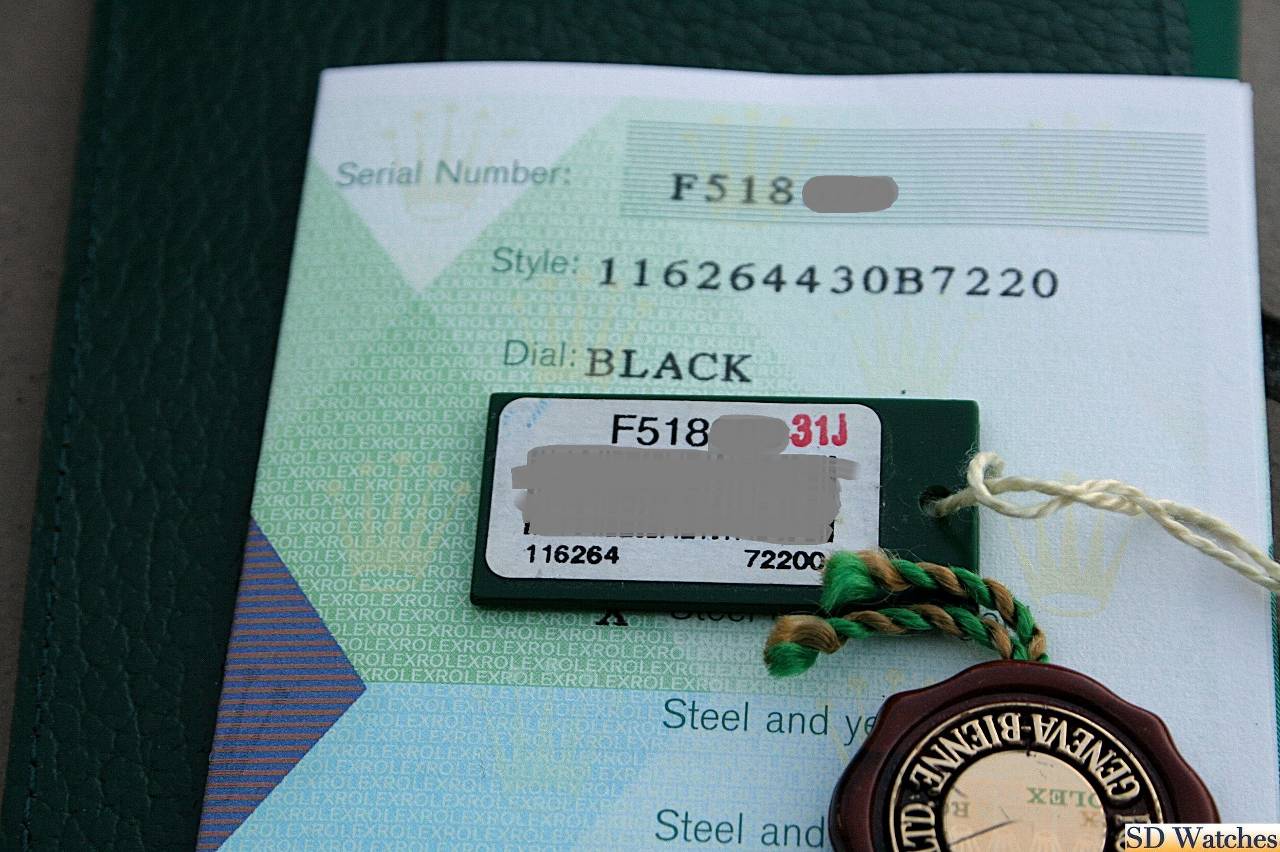 Serial Number: F518
Style: 116264430B7220
Dial: BLACK
F518 31J
116264 72200
X Steel
Steel and
Steel and
GENEVA-BIENNE
LTD
SD Watches